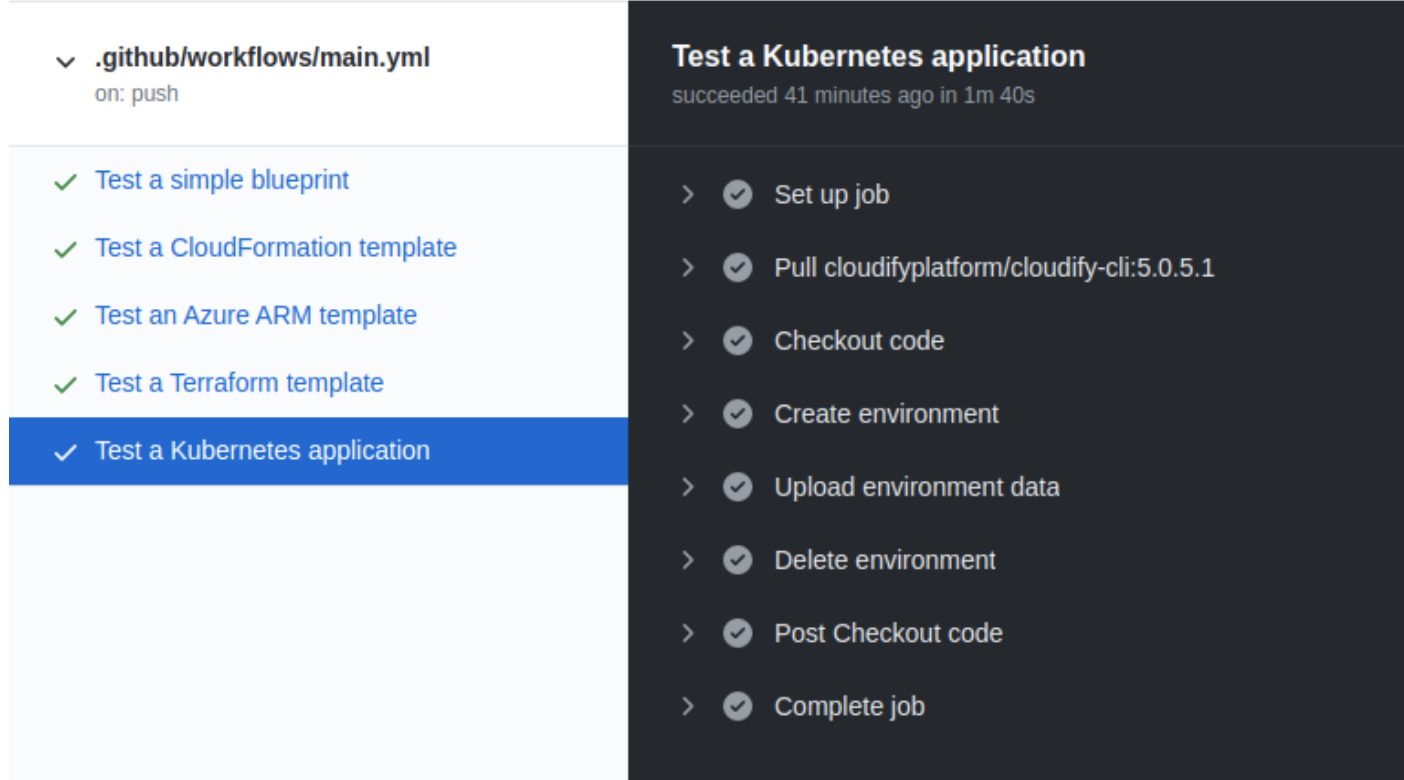 .github/workflows/main.yml
on: push
Test a simple blueprint
Test a CloudFormation template
Test an Azure ARM template
Test a Terraform template
Test a Kubernetes application
Test a Kubernetes application
succeeded 41 minutes ago in 1m 40s
Set up job
Pull cloudifyplatform/cloudify-cli:5.0.5.1
Checkout code
Create environment
Upload environment data
Delete environment
Post Checkout code
Complete job